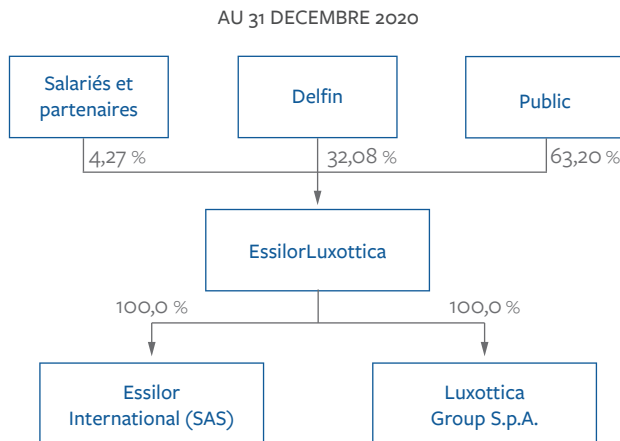 AU 31 DECEMBRE 2020
Salariés et
partenaires
Delfin
Public
4,27 %
32,08 %
63,20 %
EssilorLuxottica
100,0 %
100,0 %
Essilor
International (SAS)
Luxottica
Group S.p.A.